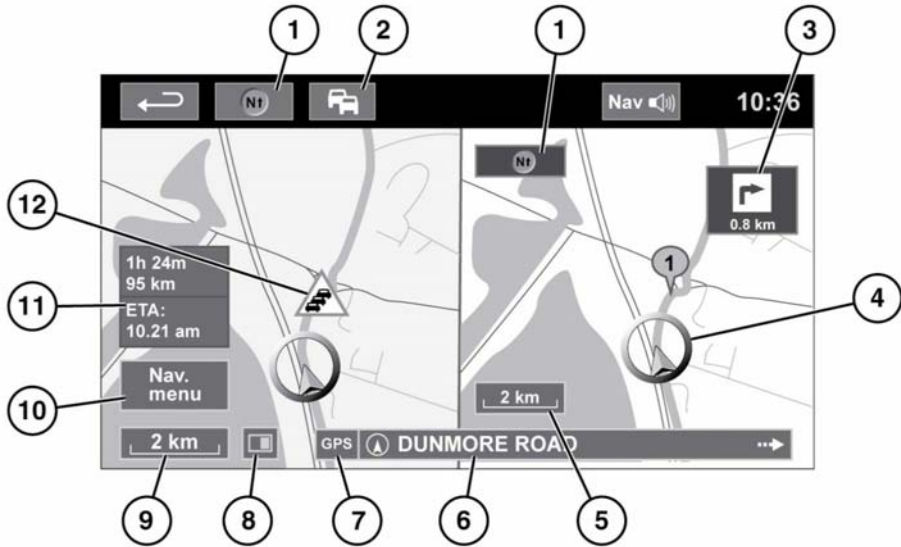 1
2
1
3
N
Nav
10:36
N
0.8 km
12
1h 24m
95 km
1
11
ETA:
10.21 am
4
Nav.
menu
10
2 km
2 km
GPS
DUNMORE ROAD
9
8
7
6
5